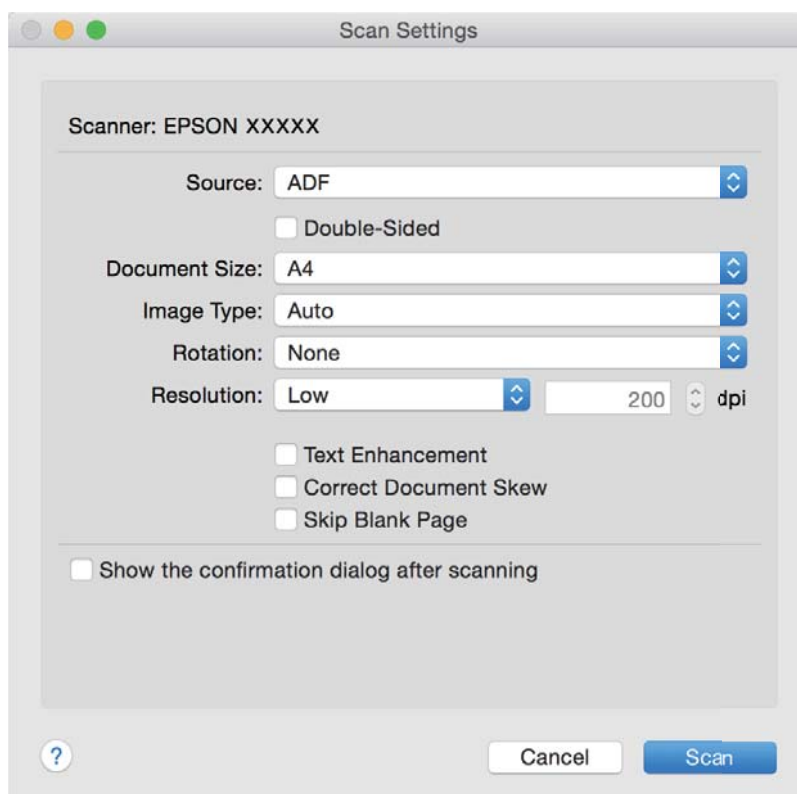 Scan Settings
Scanner: EPSON XXXXX
Source: ADF
Double-Sided
Document Size: A4
Image Type: Auto
Rotation: None
Resolution: Low 200 dpi
Text Enhancement
Correct Document Skew
Skip Blank Page
Show the confirmation dialog after scanning
? Cancel Scan